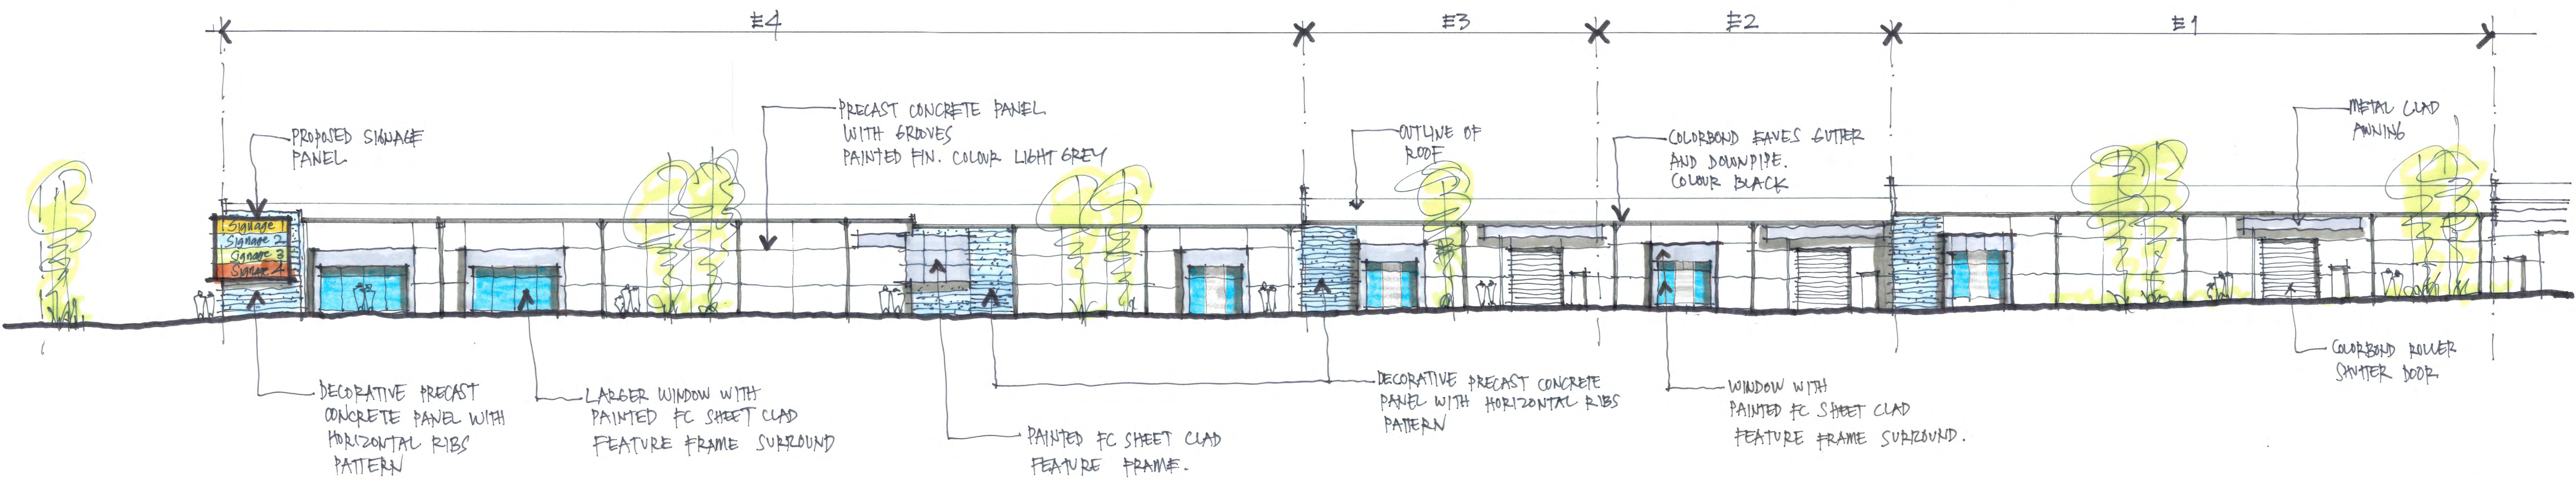 E4
E3
E2
E1
PROPOSED SIGNAGE
PANEL
PRECAST CONCRETE PANEL
WITH GROOVES
PAINTED FIN. COLOUR LIGHT GREY
OUTLINE OF
ROOF
COLORBOND EAVES GUTTER
AND DOWNPIPE.
COLOUR BLACK
METAL CLAD
AWNING
Signage 1
Signage 2
Signage 3
Signage 4
DECORATIVE PRECAST
CONCRETE PANEL WITH
HORIZONTAL RIBS
PATTERN
LARGER WINDOW WITH
PAINTED FC SHEET CLAD
FEATURE FRAME SURROUND
PAINTED FC SHEET CLAD
FEATURE FRAME.
DECORATIVE PRECAST CONCRETE
PANEL WITH HORIZONTAL RIBS
PATTERN
WINDOW WITH
PAINTED FC SHEET CLAD
FEATURE FRAME SURROUND.
COLORBOND ROLLER
SHUTTER DOOR